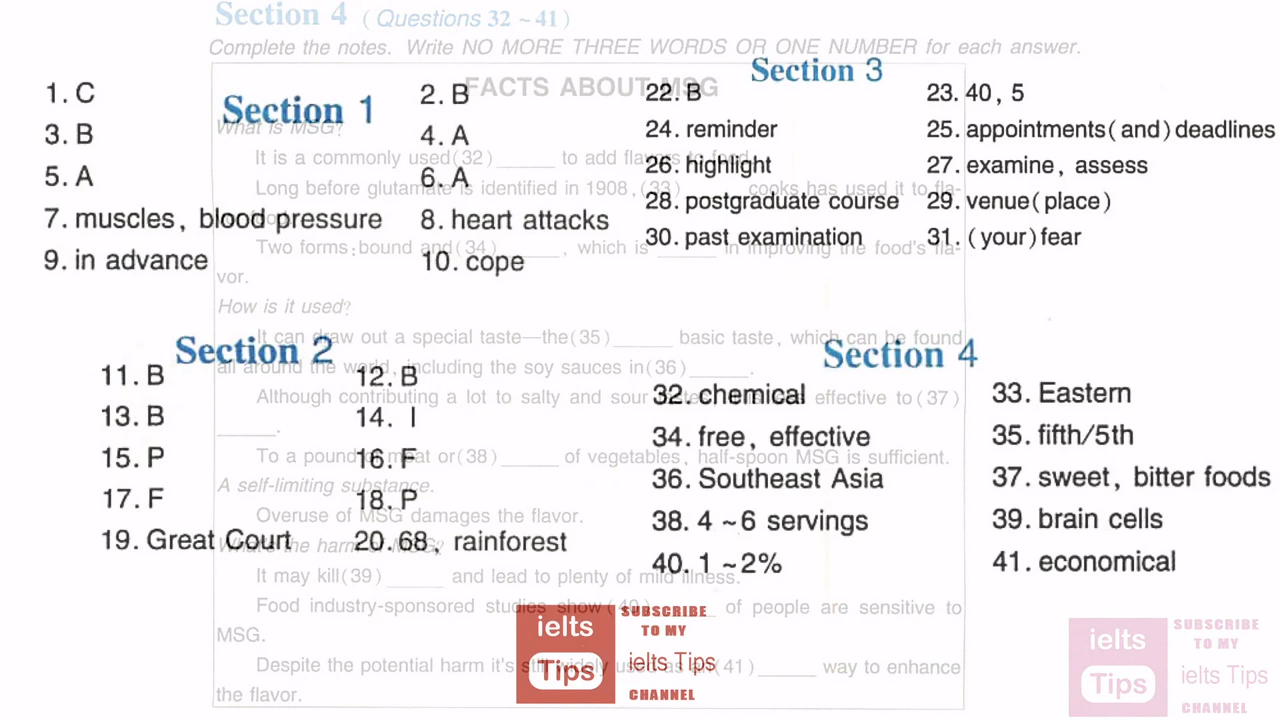 Section 4 ( Questions 32 ~ 41 )
Complete the notes. Write NO MORE THREE WORDS OR ONE NUMBER for each answer.
FACTS ABOUT MSG
What is MSG?
It is a commonly used(32) ______ to add flavors to food.
Long before glutamate is identified in 1908,(33) ______ cooks has used it to fla-
Two forms:bound and(34) ______, which is ______ in improving the food's fla-
vor.
How is it used?
It can draw out a special taste—the(35) ______ basic taste, which can be found
all around the world, including the soy sauces in(36) ______.
Although contributing a lot to salty and sour effective to(37)
______.
To a pound of meat or(38) ______ of vegetables, half-spoon MSG is sufficient.
A self-limiting substance.
Overuse of MSG damages the flavor.
What's the harm of MSG?
It may kill(39) ______ and lead to plenty of mild illness.
Food industry-sponsored studies show(40) ______ of people are sensitive to
MSG.
Despite the potential harm it's still widely used as an(41) ______ way to enhance
the flavor.
Section 1
1. C
2. B
3. B
4. A
5. A
6. A
7. muscles, blood pressure
8. heart attacks
9. in advance
10. cope
Section 2
11. B
12. B
13. B
14. I
15. P
16. F
17. F
18. P
19. Great Court
20. 68, rainforest
Section 3
22. B
23. 40, 5
24. reminder
25. appointments(and)deadlines
26. highlight
27. examine, assess
28. postgraduate course
29. venue(place)
30. past examination
31. (your)fear
Section 4
32. chemical
33. Eastern
34. free, effective
35. fifth/5th
36. Southeast Asia
37. sweet, bitter foods
38. 4 ~6 servings
39. brain cells
40. 1 ~2%
41. economical
ielts
Tips
SUBSCRIBE
TO MY
ielts Tips
CHANNEL
ielts
Tips
SUBSCRIBE
TO MY
ielts Tips
CHANNEL